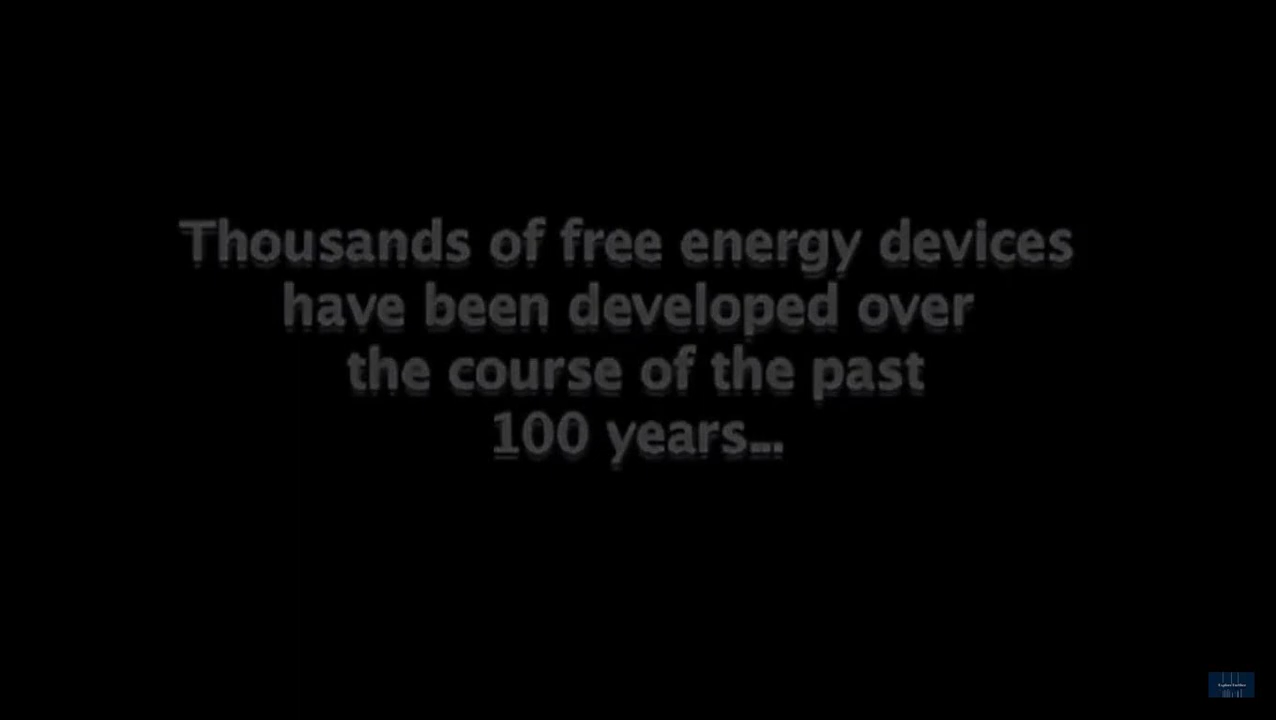 Thousands of free energy devices
have been developed over
the course of the past
100 years...